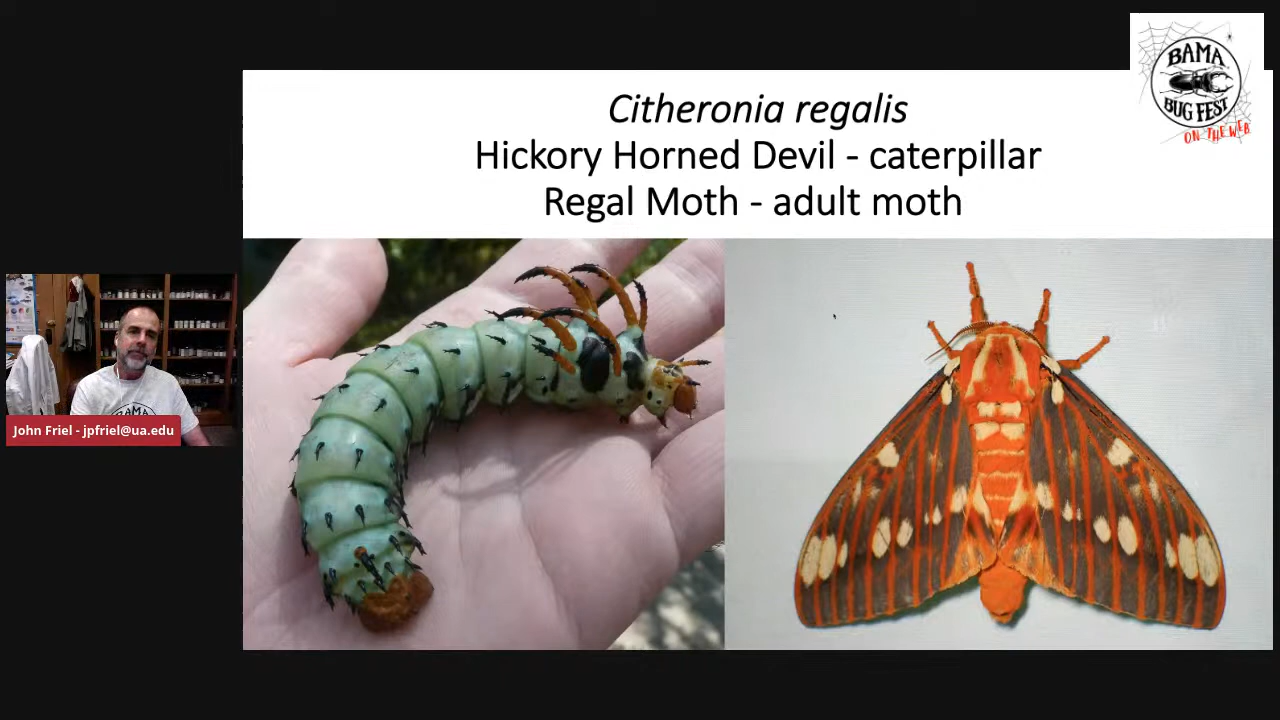 BAMA
BUG FEST
ON THE WEB
Citheronia regalis
Hickory Horned Devil - caterpillar
Regal Moth - adult moth
John Friel - jpfriel@ua.edu
BAMA